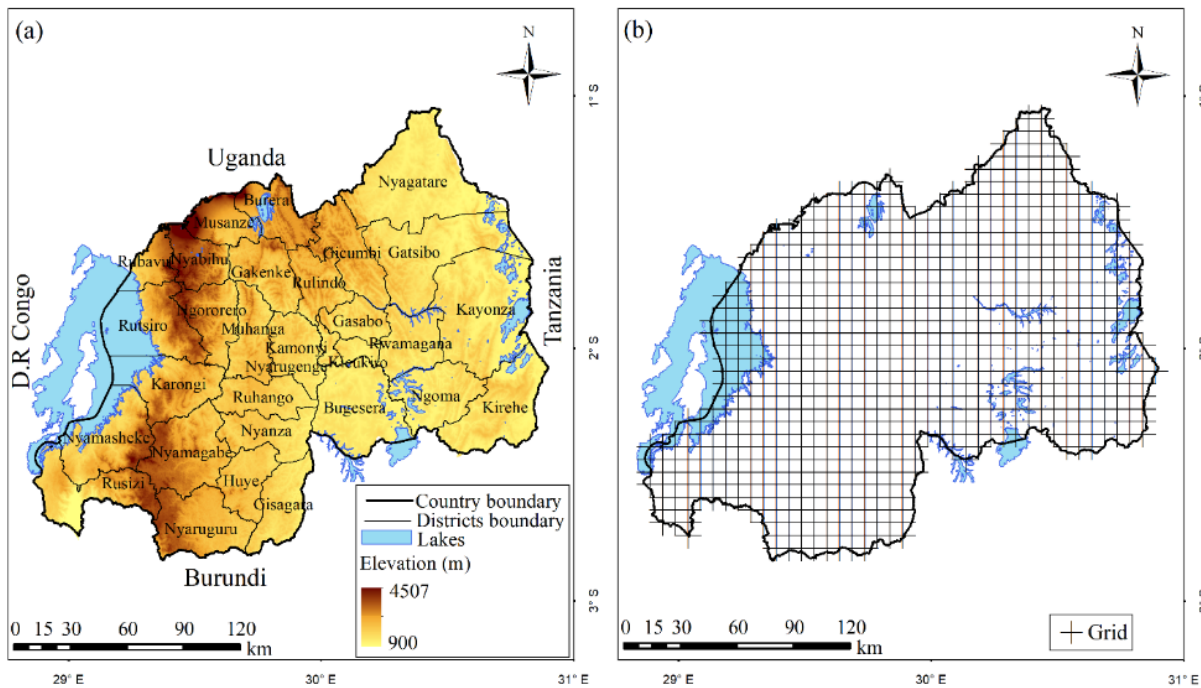 (a)
N
1° S
Uganda
Nyagatare
Burera
Musanze
Gicumbi
Gatsibo
Rubavu
Nyabihu
Gakenke
Rulindo
D.R Congo
Tanzania
Ngororero
Kayonza
Rutsiro
Muhanga
Gasabo
Kamonyi
Rwamagana
2° S
Nyarugenge
Kicukiro
Karongi
Ruhango
Bugesera
Ngoma
Kirehe
Nyamasheke
Nyanza
Nyamagabe
Rusizi
Huye
Gisagara
Nyaruguru
Burundi
Country boundary
Districts boundary
Lakes
Elevation (m)
4507
900
3° S
0 15 30 60 90 120
km
29° E
30° E
31° E
(b)
N
Grid
0 15 30 60 90 120
km
29° E
30° E
31° E